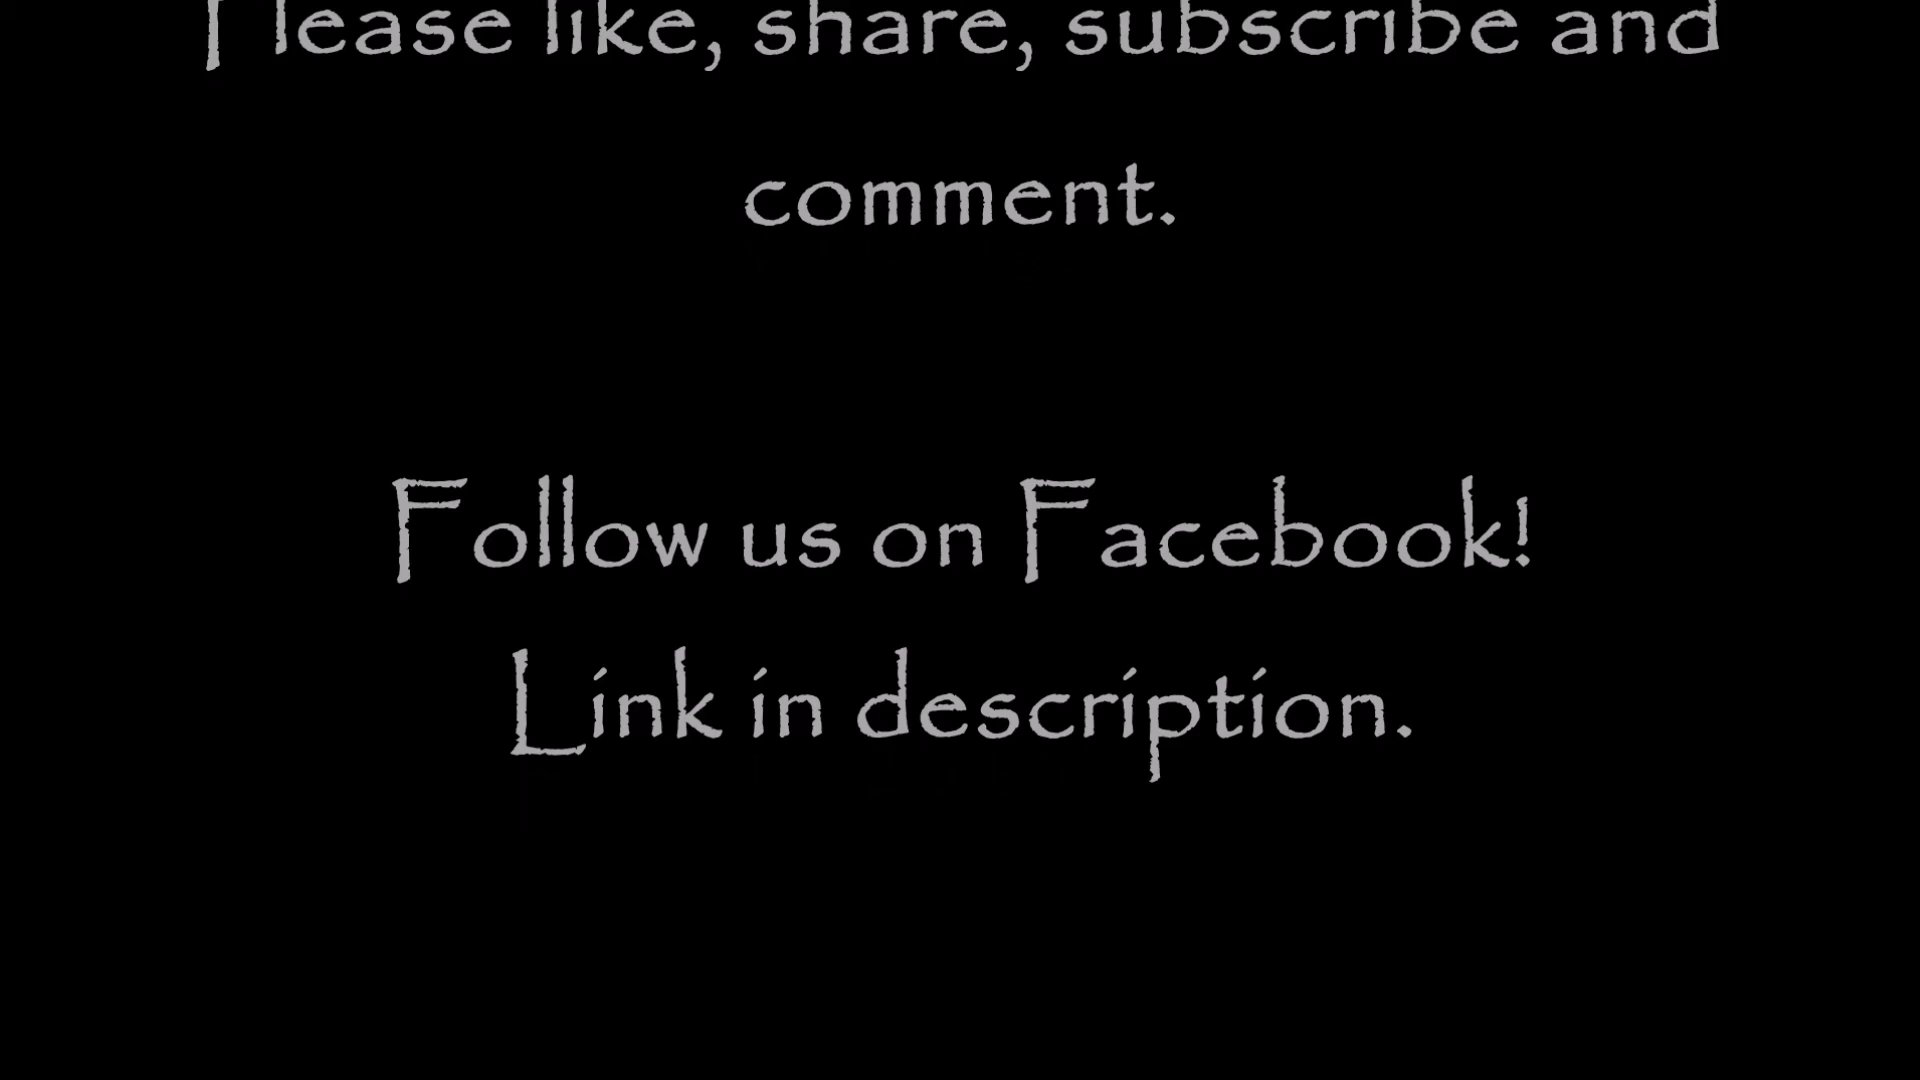 Please like, share, subscribe and
comment.
Follow us on Facebook!
Link in description.